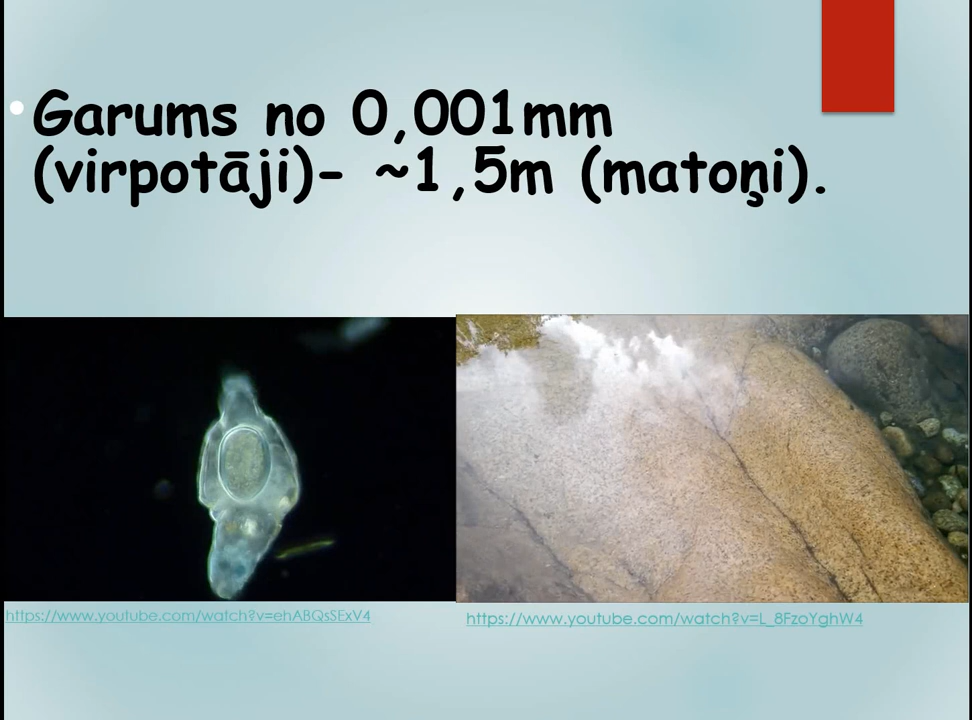 • Garums no 0,001mm
(virpotāji)- ~1,5m (matoņi).
https://www.youtube.com/watch?v=ehABQsSExV4
https://www.youtube.com/watch?v=L_8FzoYghW4